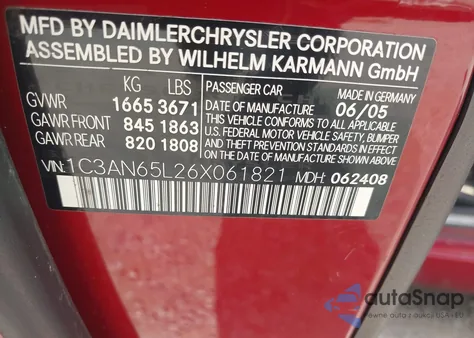 MFD BY DAIMLERCHRYSLER CORPORATION
ASSEMBLED BY WILHELM KARMANN GmbH
KG LBS
GVWR 1665 3671
GAWR FRONT 845 1863
GAWR REAR 820 1808
PASSENGER CAR MADE IN GERMANY
DATE OF MANUFACTURE 06/05
THIS VEHICLE CONFORMS TO ALL APPLICABLE
U.S. FEDERAL MOTOR VEHICLE SAFETY, BUMPER,
AND THEFT PREVENTION STANDARDS IN EFFECT
ON THE DATE OF MANUFACTURE SHOWN ABOVE.
VIN: 1C3AN65L26X061821 MDH: 062408
autoSnap